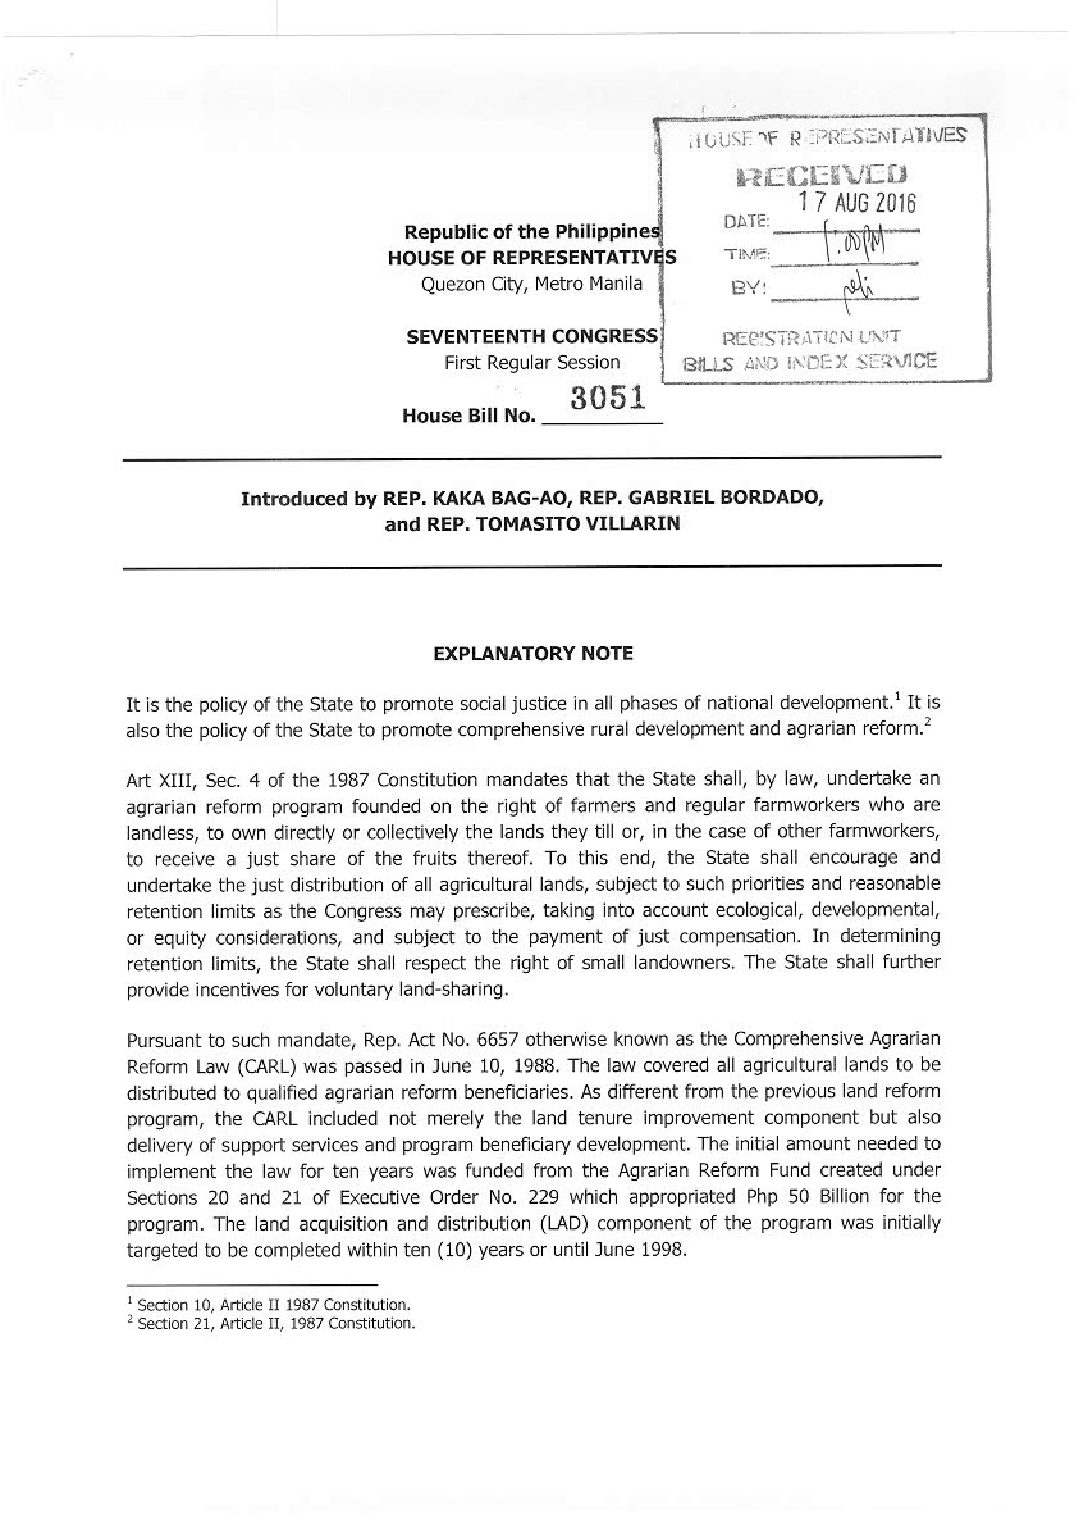 HOUSE OF REPRESENTATIVES
RECEIVED
17 AUG 2016
DATE:
TIME: 1:00PM
BY:
REGISTRATION UNIT
BILLS AND INDEX SERVICE
Republic of the Philippines
HOUSE OF REPRESENTATIVES
Quezon City, Metro Manila
SEVENTEENTH CONGRESS
First Regular Session
House Bill No. 3051
Introduced by REP. KAKA BAG-AO, REP. GABRIEL BORDADO,
and REP. TOMASITO VILLARIN
EXPLANATORY NOTE
It is the policy of the State to promote social justice in all phases of national development.¹ It is
also the policy of the State to promote comprehensive rural development and agrarian reform.²
Art XIII, Sec. 4 of the 1987 Constitution mandates that the State shall, by law, undertake an
agrarian reform program founded on the right of farmers and regular farmworkers who are
landless, to own directly or collectively the lands they till or, in the case of other farmworkers,
to receive a just share of the fruits thereof. To this end, the State shall encourage and
undertake the just distribution of all agricultural lands, subject to such priorities and reasonable
retention limits as the Congress may prescribe, taking into account ecological, developmental,
or equity considerations, and subject to the payment of just compensation. In determining
retention limits, the State shall respect the right of small landowners. The State shall further
provide incentives for voluntary land-sharing.
Pursuant to such mandate, Rep. Act No. 6657 otherwise known as the Comprehensive Agrarian
Reform Law (CARL) was passed in June 10, 1988. The law covered all agricultural lands to be
distributed to qualified agrarian reform beneficiaries. As different from the previous land reform
program, the CARL included not merely the land tenure improvement component but also
delivery of support services and program beneficiary development. The initial amount needed to
implement the law for ten years was funded from the Agrarian Reform Fund created under
Sections 20 and 21 of Executive Order No. 229 which appropriated Php 50 Billion for the
program. The land acquisition and distribution (LAD) component of the program was initially
targeted to be completed within ten (10) years or until June 1998.
¹ Section 10, Article II 1987 Constitution.
² Section 21, Article II, 1987 Constitution.